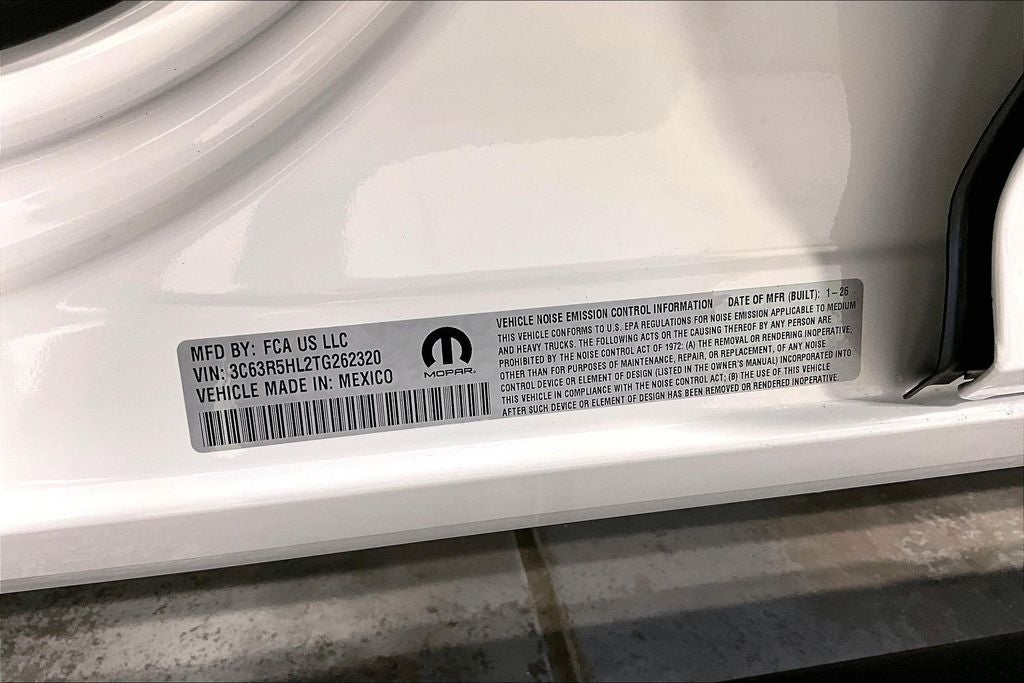 MFD BY: FCA US LLC
VIN: 3C63R5HL2TG262320
VEHICLE MADE IN: MEXICO
MOPAR
VEHICLE NOISE EMISSION CONTROL INFORMATION DATE OF MFR (BUILT): 1-26
THIS VEHICLE CONFORMS TO U.S. EPA REGULATIONS FOR NOISE EMISSION APPLICABLE TO MEDIUM
AND HEAVY TRUCKS. THE FOLLOWING ACTS OR THE CAUSING THEREOF BY ANY PERSON ARE
PROHIBITED BY THE NOISE CONTROL ACT OF 1972: (A) THE REMOVAL OR RENDERING INOPERATIVE,
OTHER THAN FOR PURPOSES OF MAINTENANCE, REPAIR, OR REPLACEMENT, OF ANY NOISE
CONTROL DEVICE OR ELEMENT OF DESIGN (LISTED IN THE OWNER'S MANUAL) INCORPORATED INTO
THIS VEHICLE IN COMPLIANCE WITH THE NOISE CONTROL ACT; (B) THE USE OF THIS VEHICLE
AFTER SUCH DEVICE OR ELEMENT OF DESIGN HAS BEEN REMOVED OR RENDERED INOPERATIVE.